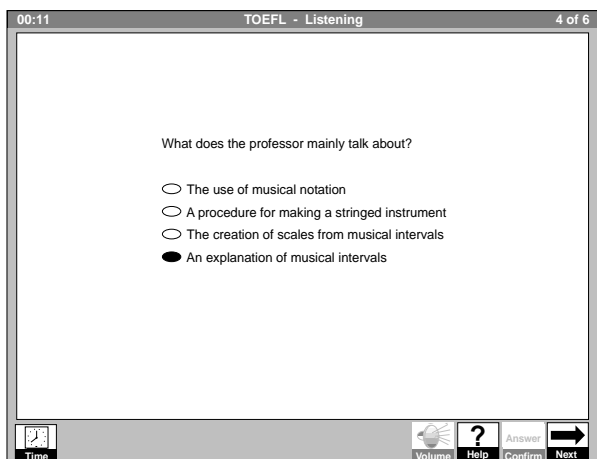 00:11 TOEFL - Listening 4 of 6
What does the professor mainly talk about?
The use of musical notation
A procedure for making a stringed instrument
The creation of scales from musical intervals
An explanation of musical intervals
? Answer
Time Volume Help Confirm Next